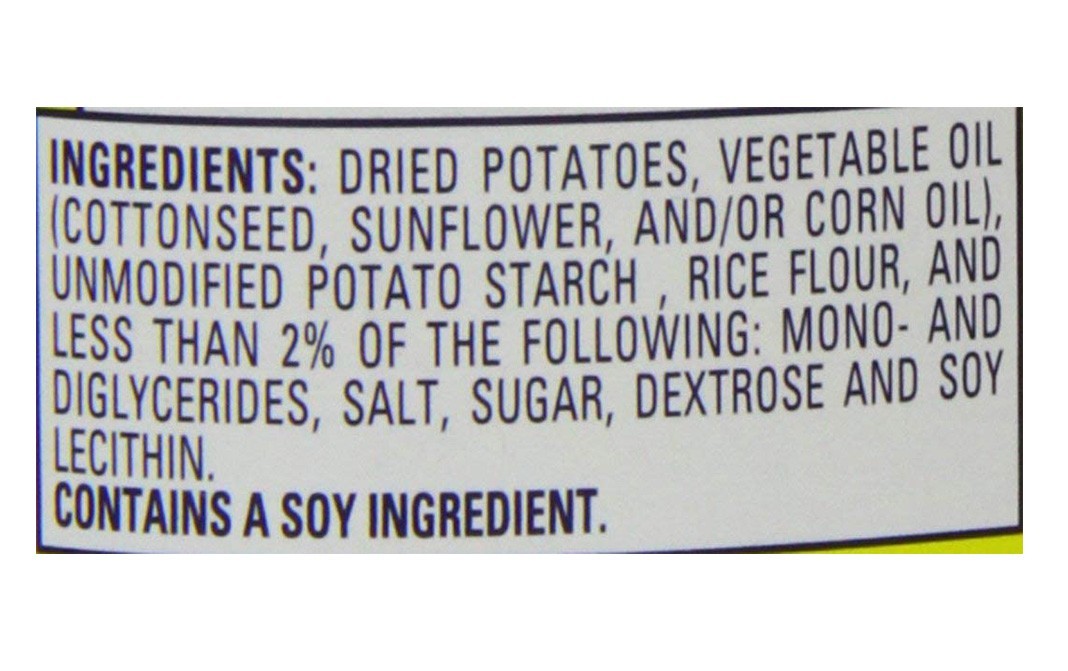 INGREDIENTS: DRIED POTATOES, VEGETABLE OIL
(COTTONSEED, SUNFLOWER, AND/OR CORN OIL),
UNMODIFIED POTATO STARCH , RICE FLOUR, AND
LESS THAN 2% OF THE FOLLOWING: MONO- AND
DIGLYCERIDES, SALT, SUGAR, DEXTROSE AND SOY
LECITHIN.
CONTAINS A SOY INGREDIENT.